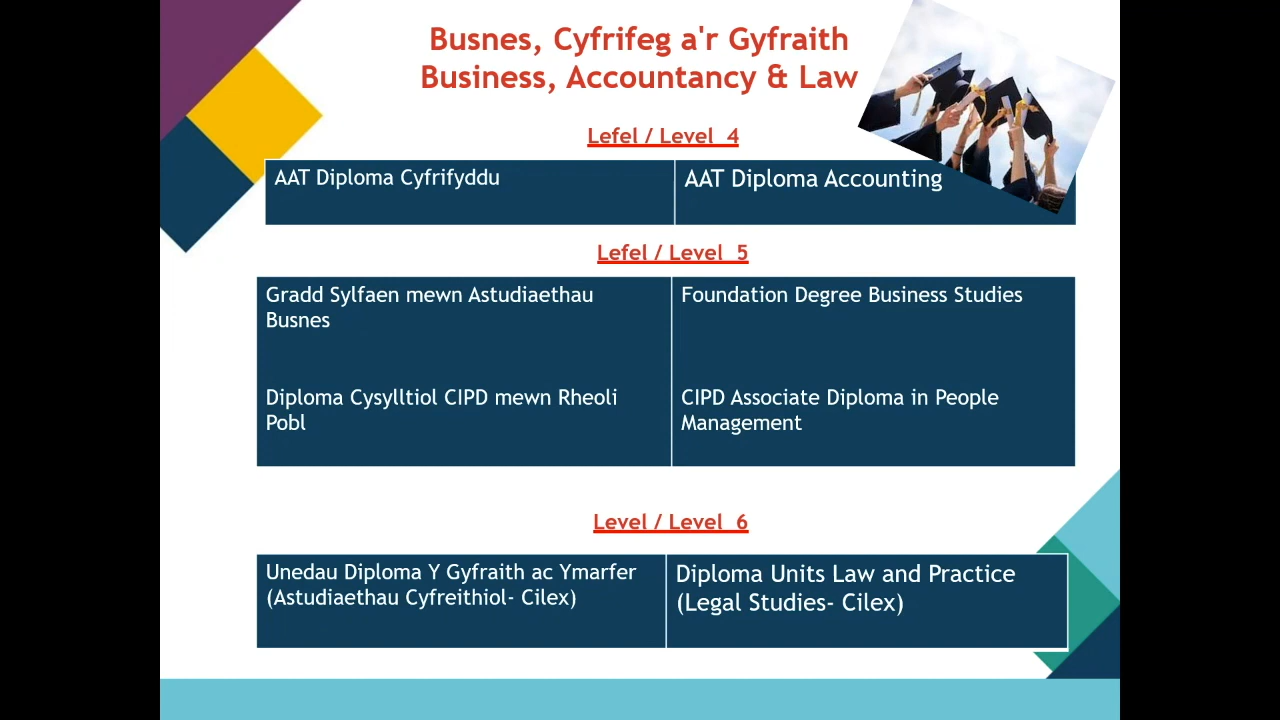 Busnes, Cyfrifeg a'r Gyfraith
Business, Accountancy & Law
Lefel / Level 4
AAT Diploma Cyfrifyddu
AAT Diploma Accounting
Lefel / Level 5
Gradd Sylfaen mewn Astudiaethau
Busnes
Foundation Degree Business Studies
Diploma Cysylltiol CIPD mewn Rheoli
Pobl
CIPD Associate Diploma in People
Management
Level / Level 6
Unedau Diploma Y Gyfraith ac Ymarfer
(Astudiaethau Cyfreithiol- Cilex)
Diploma Units Law and Practice
(Legal Studies- Cilex)